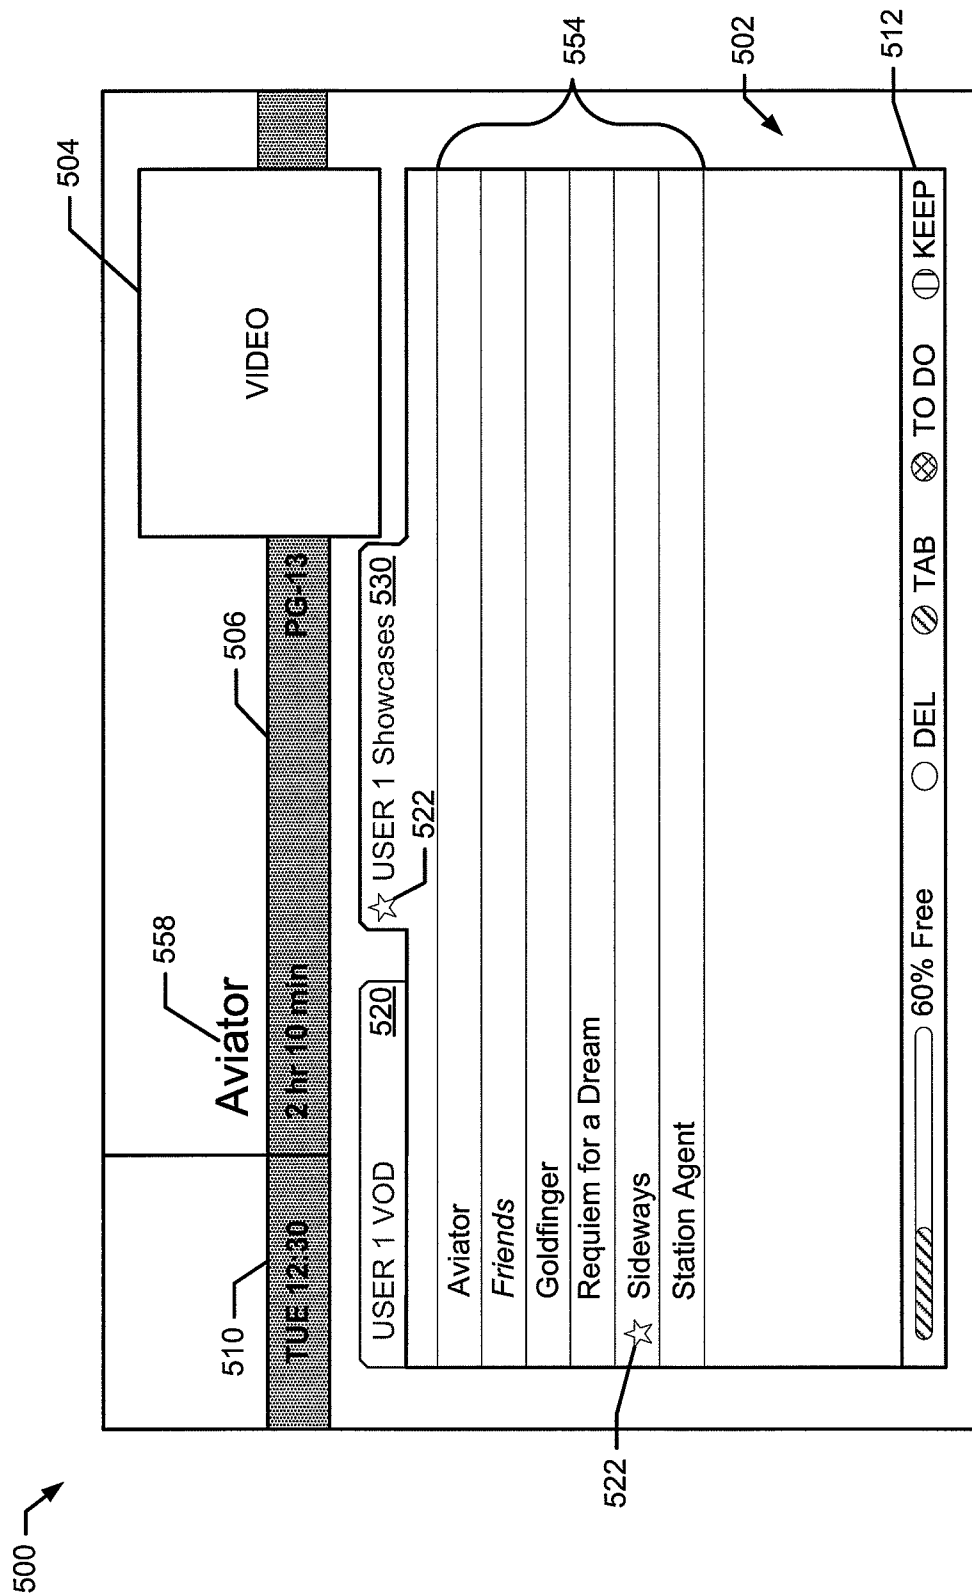 500
504
558
Aviator
506
VIDEO
510
TUE 12:30
2 hr 10 min
PG-13
USER 1 VOD 520
☆ USER 1 Showcases 530
522
554
Aviator
Friends
Goldfinger
Requiem for a Dream
☆ Sideways
Station Agent
522
502
60% Free
DEL
TAB
TO DO
KEEP
512